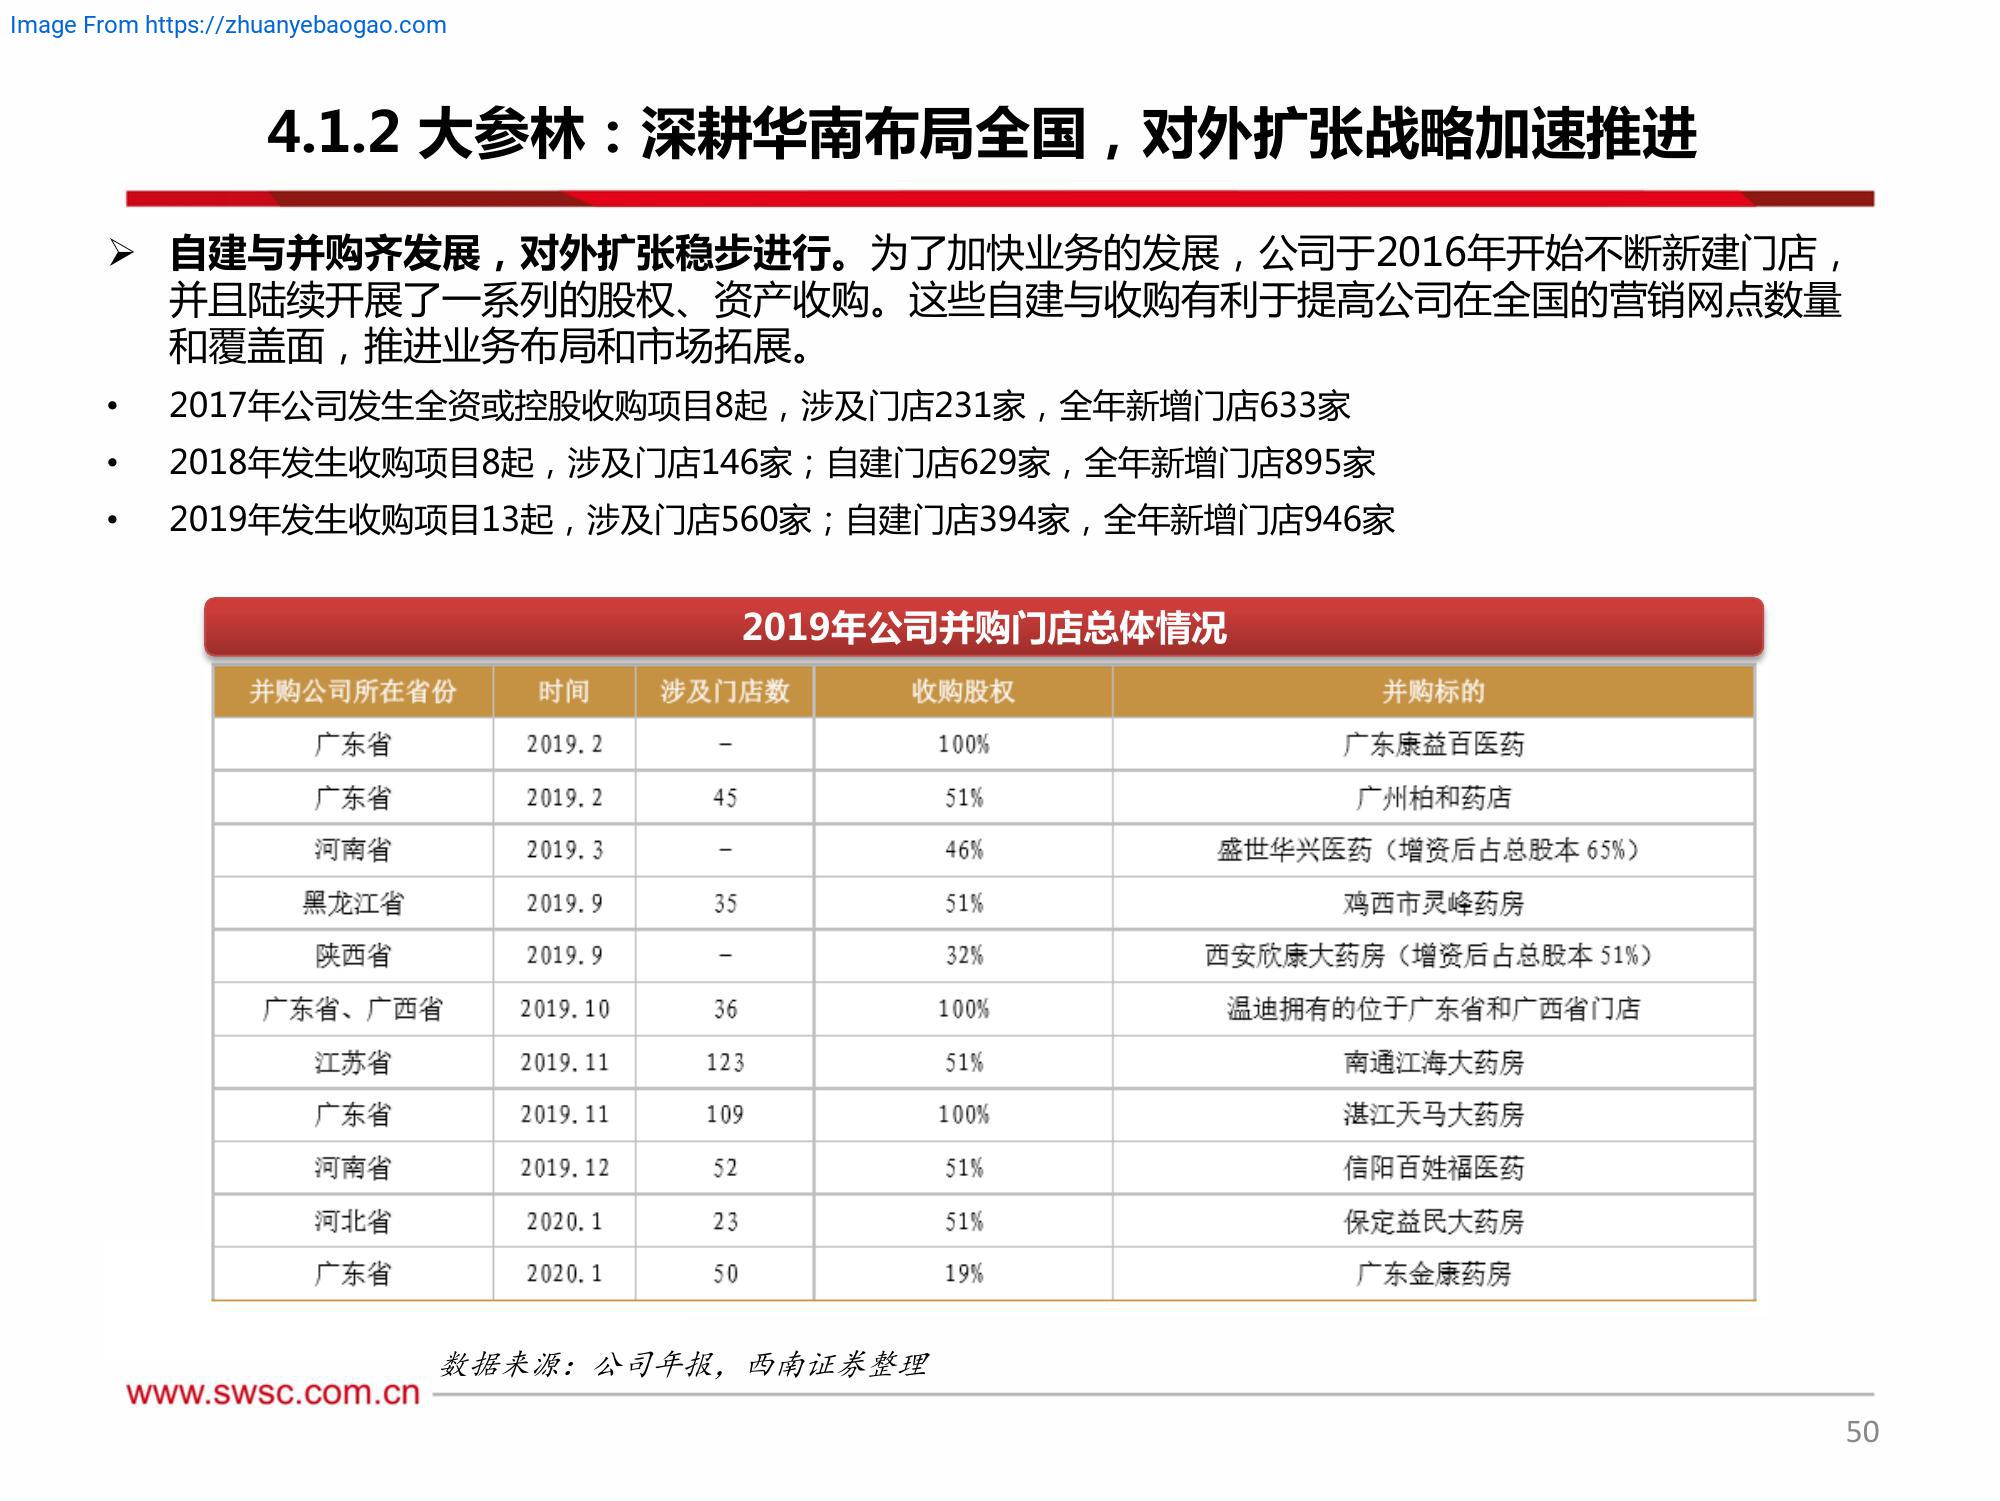 Image From https://zhuanyebaogao.com
4.1.2 大参林：深耕华南布局全国，对外扩张战略加速推进
➢ 自建与并购齐发展，对外扩张稳步进行。为了加快业务的发展，公司于2016年开始不断新建门店，
并且陆续开展了一系列的股权、资产收购。这些自建与收购有利于提高公司在全国的营销网点数量
和覆盖面，推进业务布局和市场拓展。
• 2017年公司发生全资或控股收购项目8起，涉及门店231家，全年新增门店633家
• 2018年发生收购项目8起，涉及门店146家；自建门店629家，全年新增门店895家
• 2019年发生收购项目13起，涉及门店560家；自建门店394家，全年新增门店946家
2019年公司并购门店总体情况
并购公司所在省份 时间 涉及门店数 收购股权 并购标的
广东省 2019.2 – 100% 广东康益百医药
广东省 2019.2 45 51% 广州柏和药店
河南省 2019.3 – 46% 盛世华兴医药（增资后占总股本 65%）
黑龙江省 2019.9 35 51% 鸡西市灵峰药房
陕西省 2019.9 – 32% 西安欣康大药房（增资后占总股本 51%）
广东省、广西省 2019.10 36 100% 温迪拥有的位于广东省和广西省门店
江苏省 2019.11 123 51% 南通江海大药房
广东省 2019.11 109 100% 湛江天马大药房
河南省 2019.12 52 51% 信阳百姓福医药
河北省 2020.1 23 51% 保定益民大药房
广东省 2020.1 50 19% 广东金康药房
数据来源：公司年报，西南证券整理
www.swsc.com.cn
50